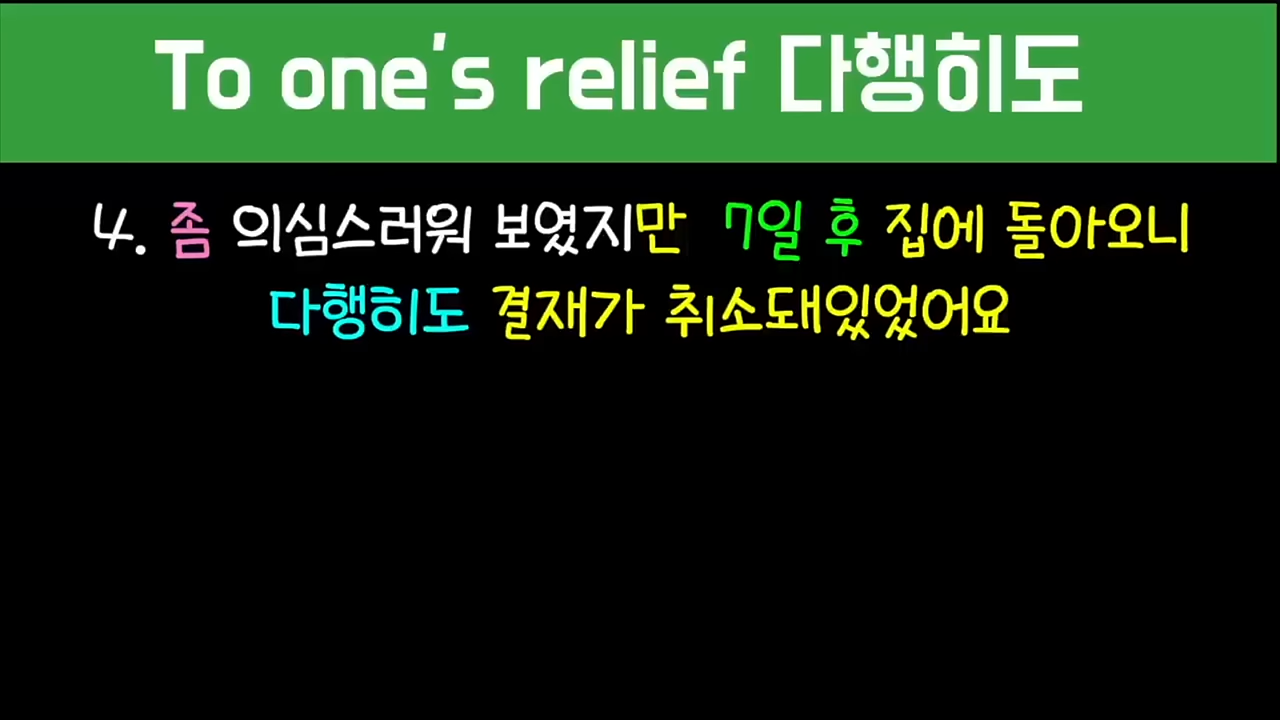 To one's relief 다행히도
4. 좀 의심스러워 보였지만 7일 후 집에 돌아오니
다행히도 결재가 취소돼있었어요